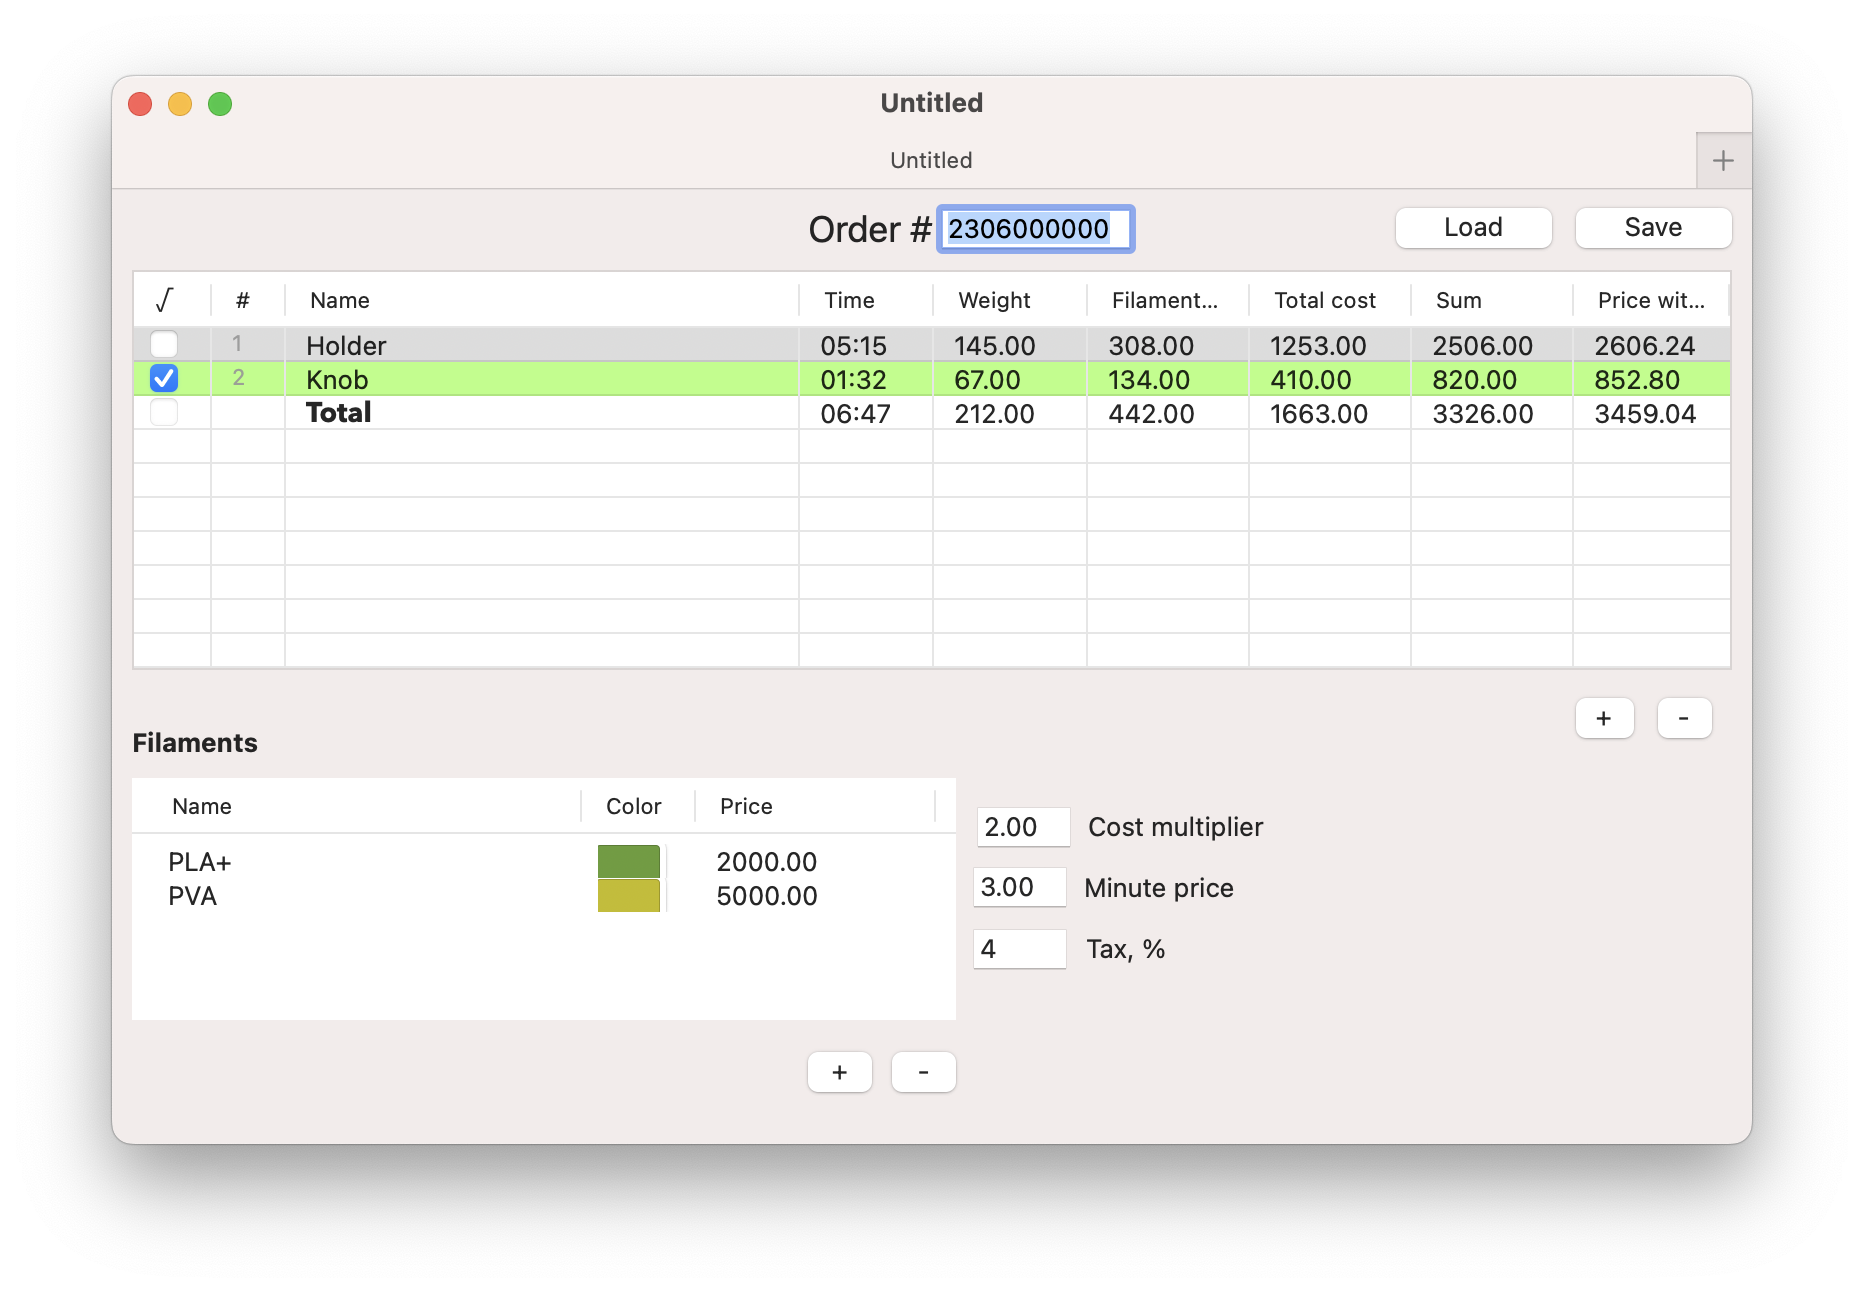 Untitled
Untitled
+
Order # 2306000000 Load Save
√ # Name Time Weight Filament... Total cost Sum Price wit...
1 Holder 05:15 145.00 308.00 1253.00 2506.00 2606.24
2 Knob 01:32 67.00 134.00 410.00 820.00 852.80
Total 06:47 212.00 442.00 1663.00 3326.00 3459.04
+ -
Filaments
Name Color Price
PLA+ 2000.00
PVA 5000.00
2.00 Cost multiplier
3.00 Minute price
4 Tax, %
+ -